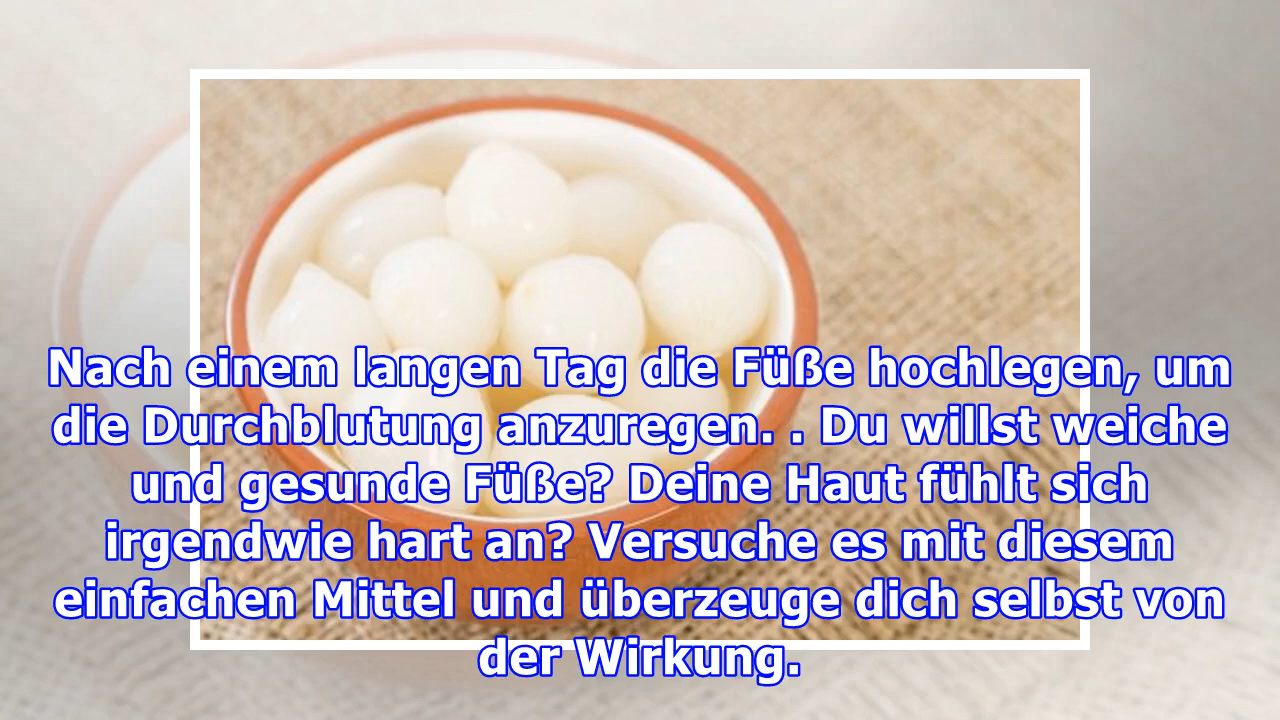 Nach einem langen Tag die Füße hochlegen, um
die Durchblutung anzuregen. . Du willst weiche
und gesunde Füße? Deine Haut fühlt sich
irgendwie hart an? Versuche es mit diesem
einfachen Mittel und überzeuge dich selbst von
der Wirkung.